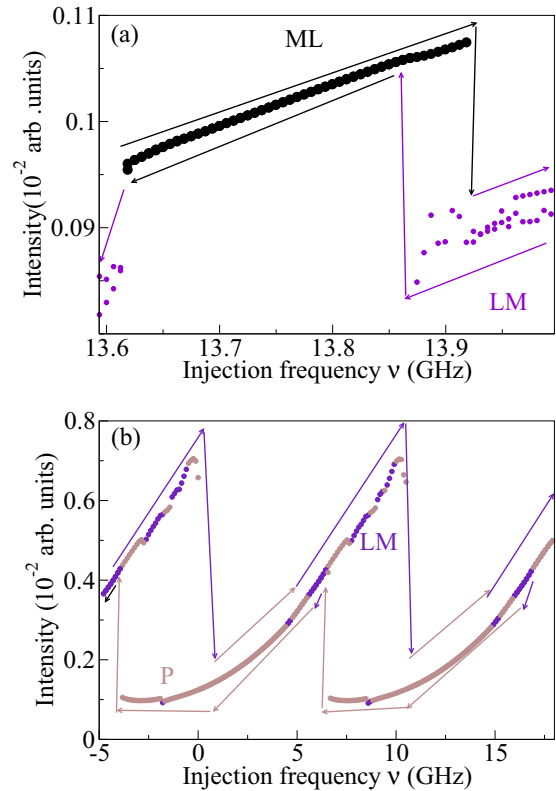 0.11
(a)
ML
0.1
Intensity(10⁻² arb .units)
0.09
LM
13.6 13.7 13.8 13.9
Injection frequency ν (GHz)
0.8
(b)
0.6
LM
Intensity (10⁻² arb. units)
0.4
0.2
P
0
-5 0 5 10 15
Injection frequency ν (GHz)